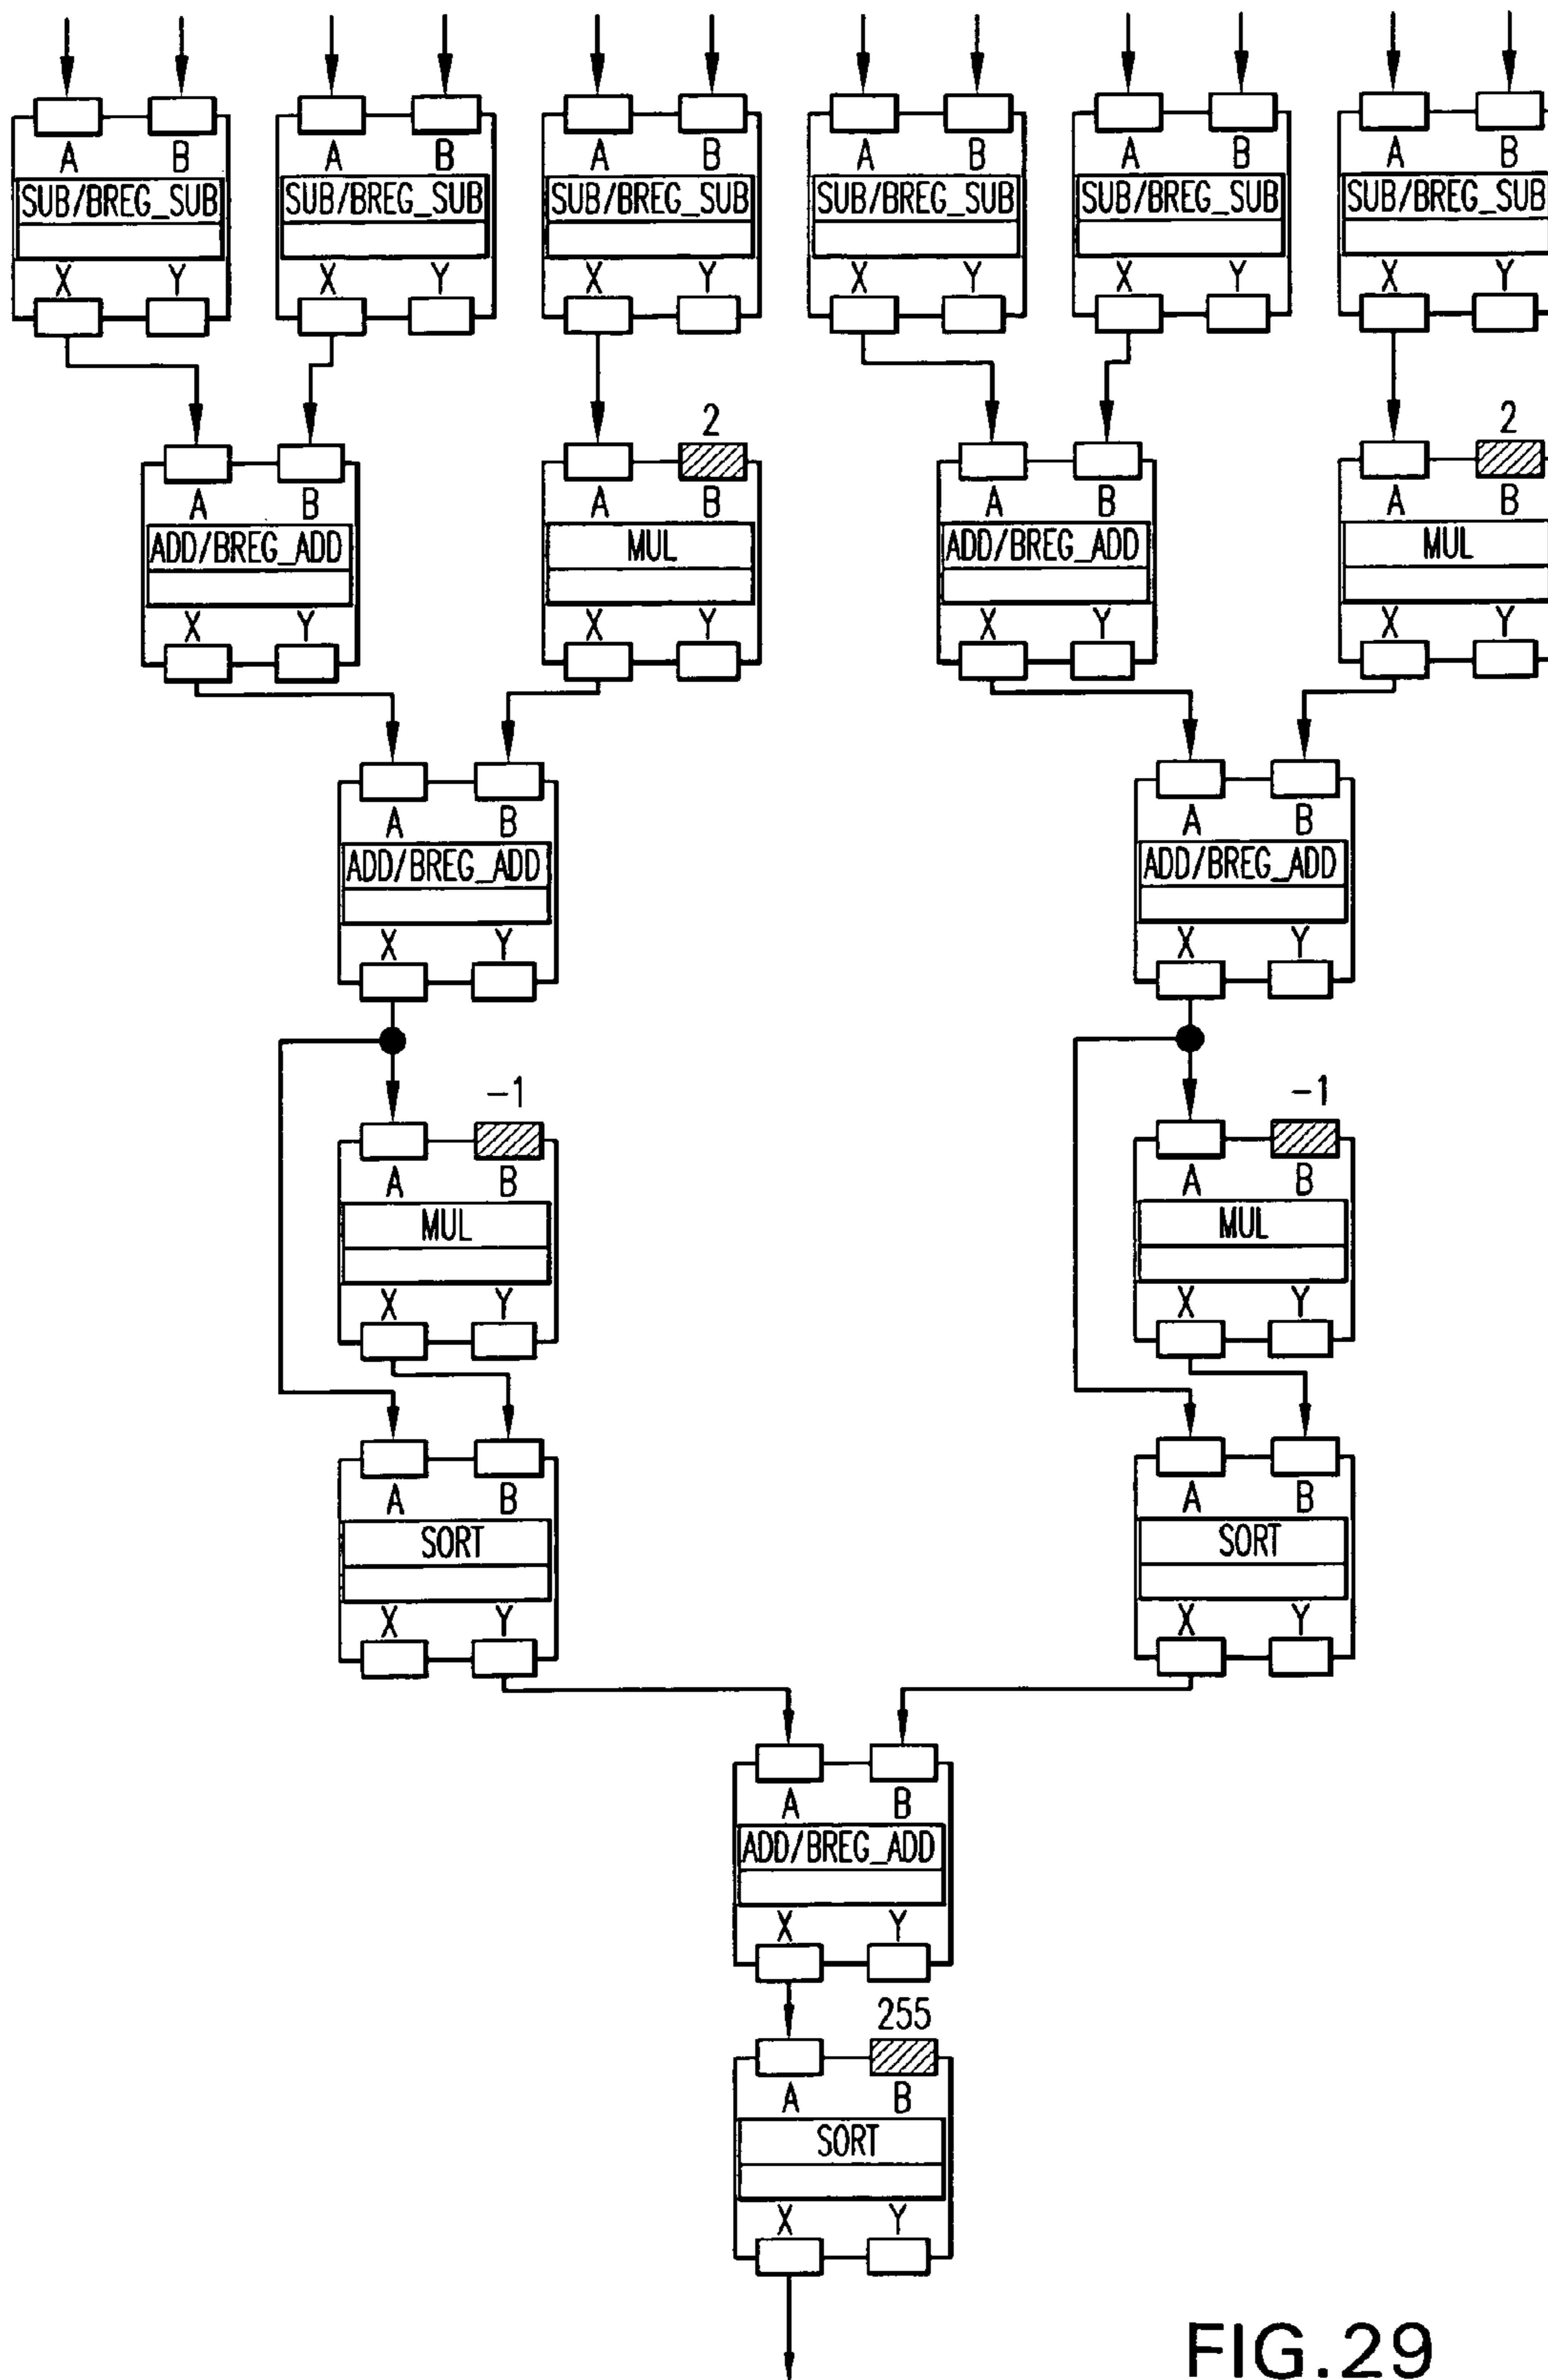 A B A B A B A B A B A B
SUB/BREG_SUB SUB/BREG_SUB SUB/BREG_SUB SUB/BREG_SUB SUB/BREG_SUB SUB/BREG_SUB
X Y X Y X Y X Y X Y X Y
2 2
A B A B A B A B
ADD/BREG_ADD MUL ADD/BREG_ADD MUL
X Y X Y X Y X Y
A B A B
ADD/BREG_ADD ADD/BREG_ADD
X Y X Y
-1 -1
A B A B
MUL MUL
X Y X Y
A B A B
SORT SORT
X Y X Y
A B
ADD/BREG_ADD
X Y
255
A B
SORT
X Y
FIG.29